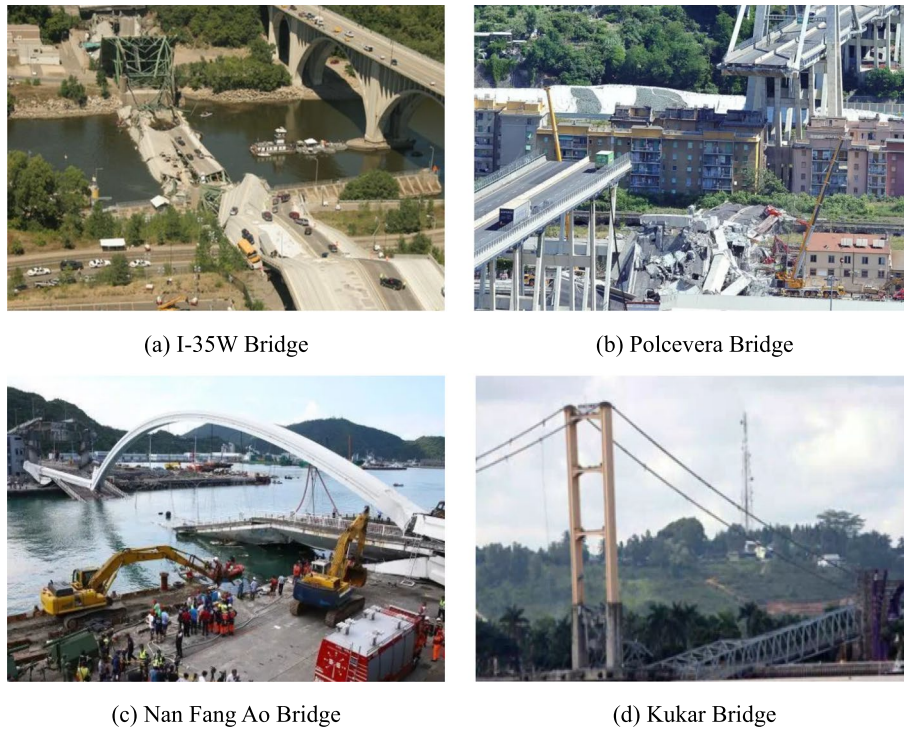 (a) I-35W Bridge
(b) Polcevera Bridge
(c) Nan Fang Ao Bridge
(d) Kukar Bridge